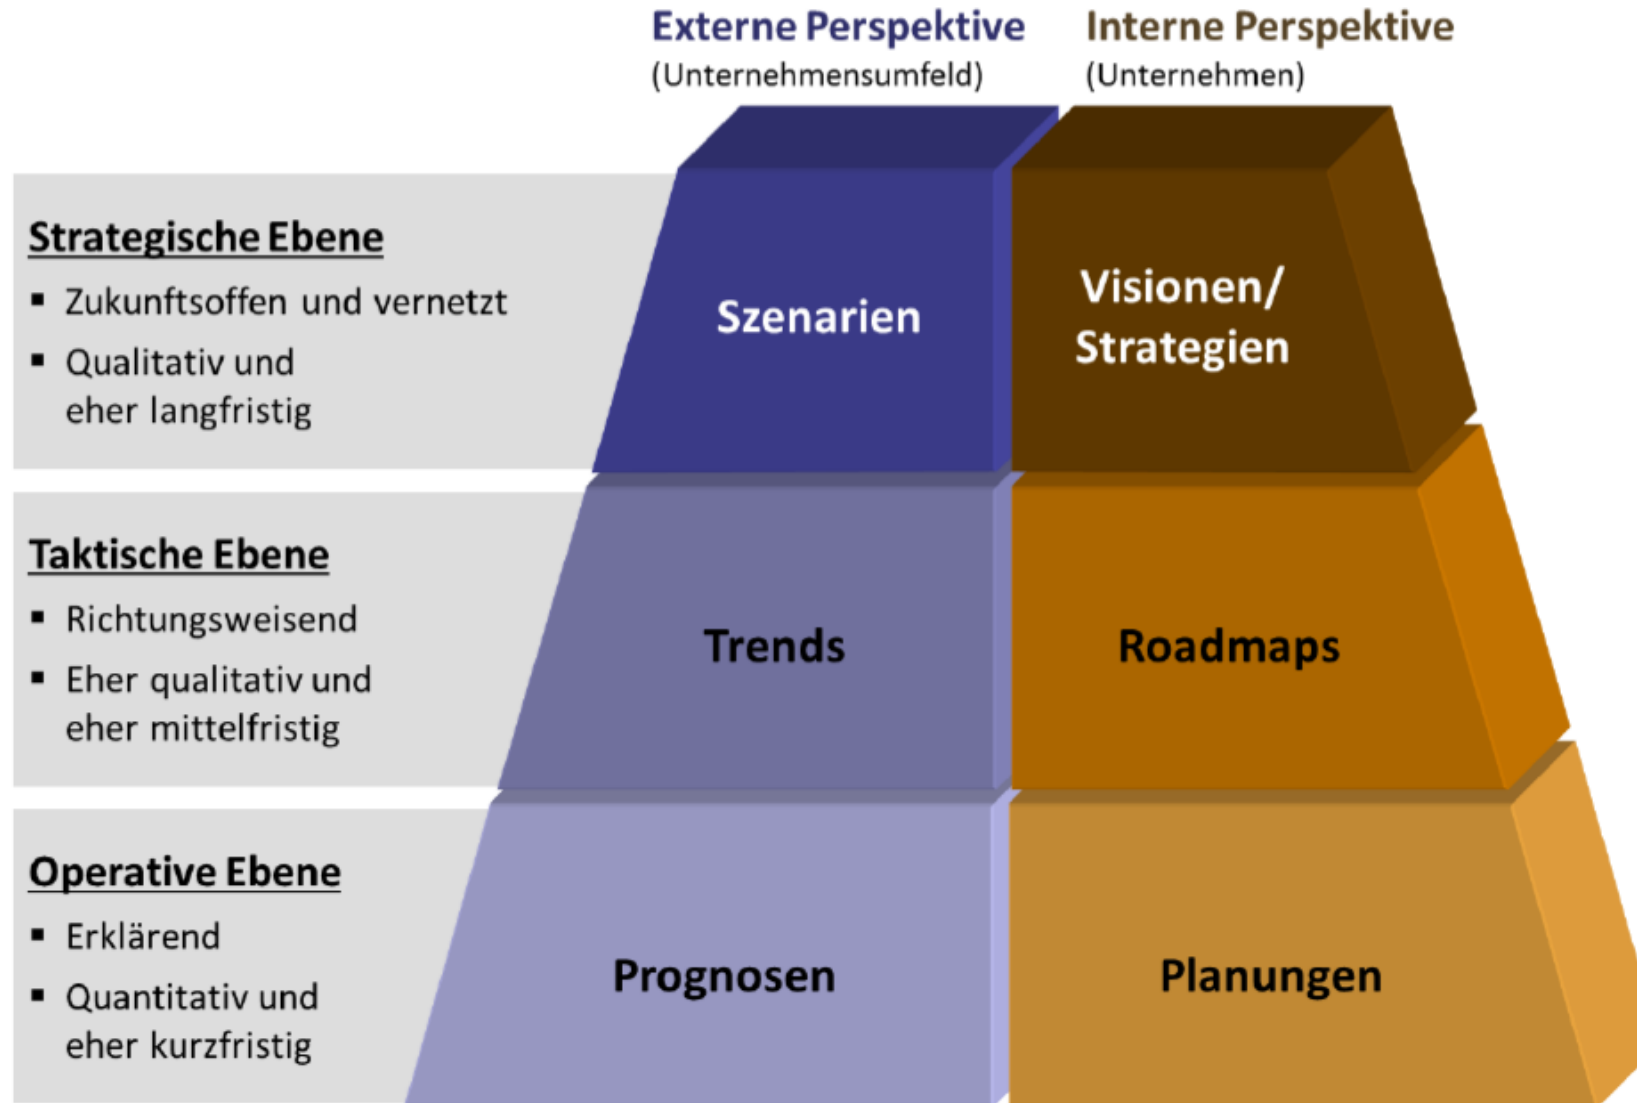 Externe Perspektive
(Unternehmensumfeld)
Interne Perspektive
(Unternehmen)
Strategische Ebene
▪ Zukunftsoffen und vernetzt
▪ Qualitativ und
eher langfristig
Szenarien
Visionen/
Strategien
Taktische Ebene
▪ Richtungsweisend
▪ Eher qualitativ und
eher mittelfristig
Trends
Roadmaps
Operative Ebene
▪ Erklärend
▪ Quantitativ und
eher kurzfristig
Prognosen
Planungen